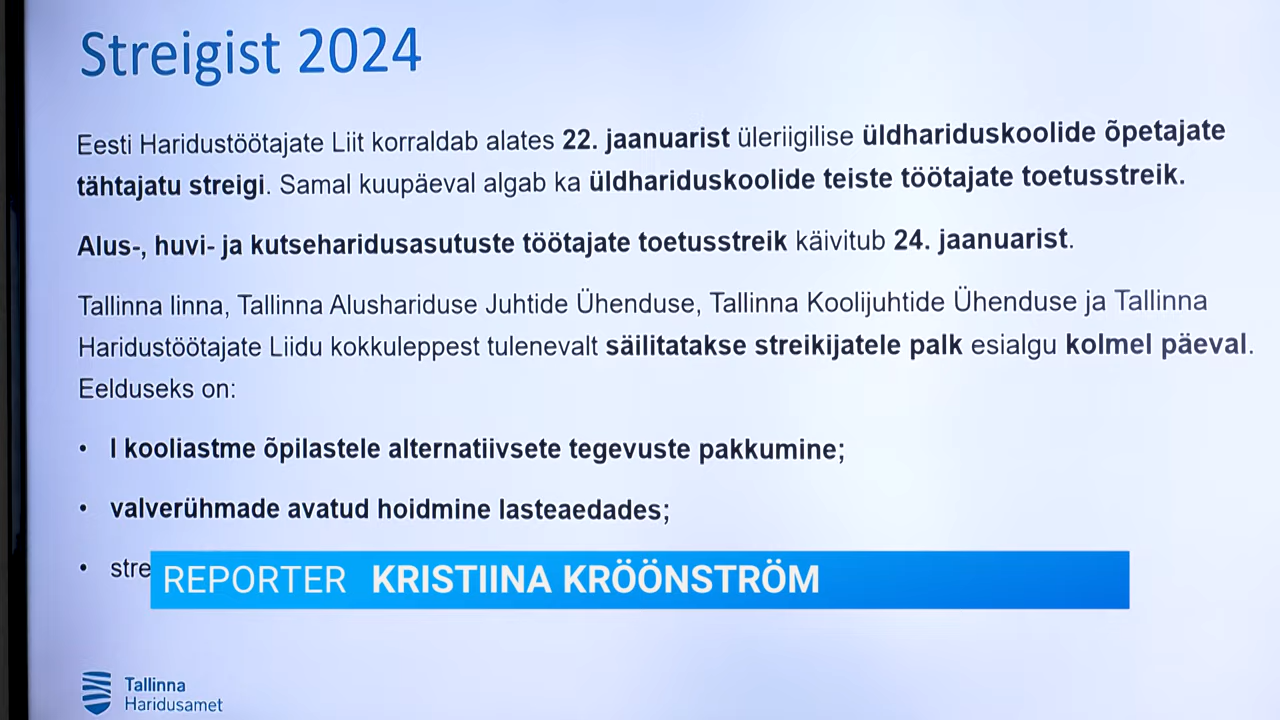 Streigist 2024
Eesti Haridustöötajate Liit korraldab alates 22. jaanuarist üleriigilise üldhariduskoolide õpetajate
tähtajatu streigi. Samal kuupäeval algab ka üldhariduskoolide teiste töötajate toetusstreik.
Alus-, huvi- ja kutseharidusasutuste töötajate toetusstreik käivitub 24. jaanuarist.
Tallinna linna, Tallinna Alushariduse Juhtide Ühenduse, Tallinna Koolijuhtide Ühenduse ja Tallinna
Haridustöötajate Liidu kokkuleppest tulenevalt säilitatakse streikijatele palk esialgu kolmel päeval.
Eelduseks on:
• I kooliastme õpilastele alternatiivsete tegevuste pakkumine;
• valverühmade avatud hoidmine lasteaedades;
•
REPORTER KRISTIINA KRÖÖNSTRÖM
Tallinna
Haridusamet